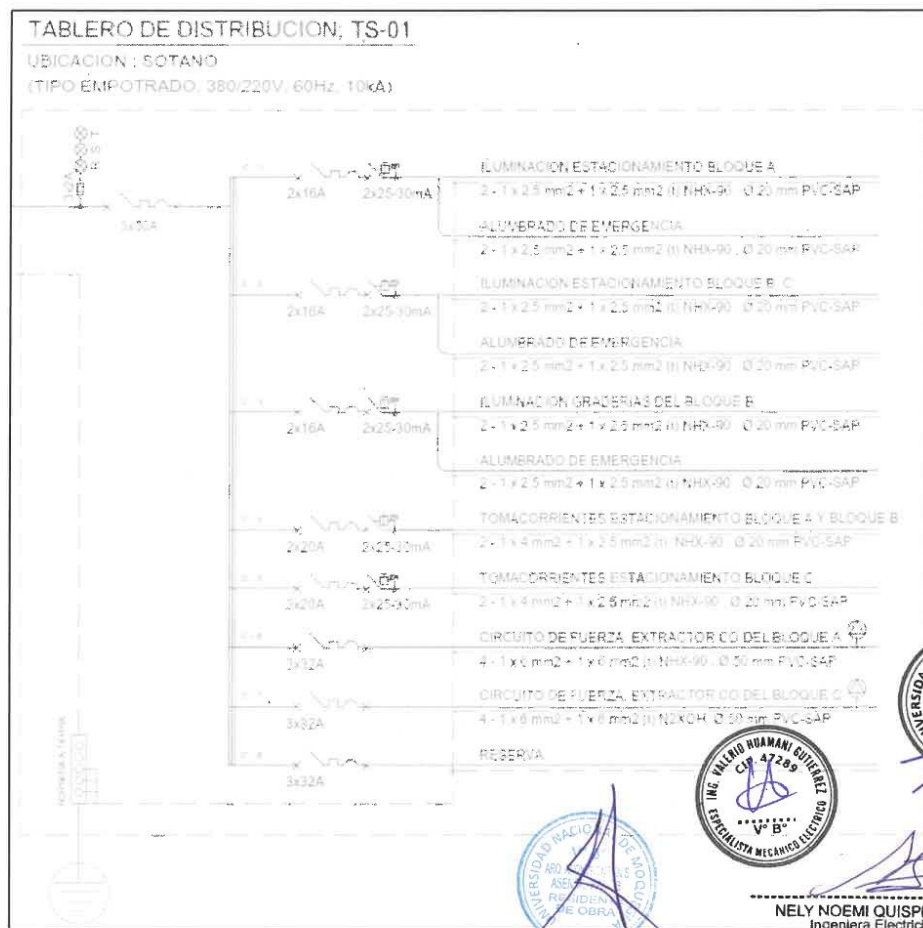 TABLERO DE DISTRIBUCION; TS-01
UBICACION : SOTANO
(TIPO EMPOTRADO, 380/220V, 60Hz, 10kA)
R S T
3x2A
2x16A 2x25-30mA
ILUMINACION ESTACIONAMIENTO BLOQUE A
2 - 1 x 2.5 mm2 + 1 x 2.5 mm2 (t) NHX-90 , Ø 20 mm PVC-SAP
ALUMBRADO DE EMERGENCIA
2 - 1 x 2.5 mm2 + 1 x 2.5 mm2 (t) NHX-90 , Ø 20 mm PVC-SAP
2x16A 2x25-30mA
ILUMINACION ESTACIONAMIENTO BLOQUE B, C
2 - 1 x 2.5 mm2 + 1 x 2.5 mm2 (t) NHX-90 , Ø 20 mm PVC-SAP
ALUMBRADO DE EMERGENCIA
2 - 1 x 2.5 mm2 + 1 x 2.5 mm2 (t) NHX-90 , Ø 20 mm PVC-SAP
2x16A 2x25-30mA
ILUMINACION GRADERIAS DEL BLOQUE B
2 - 1 x 2.5 mm2 + 1 x 2.5 mm2 (t) NHX-90 , Ø 20 mm PVC-SAP
ALUMBRADO DE EMERGENCIA
2 - 1 x 2.5 mm2 + 1 x 2.5 mm2 (t) NHX-90 , Ø 20 mm PVC-SAP
2x20A 2x25-30mA
TOMACORRIENTES ESTACIONAMIENTO BLOQUE A Y BLOQUE B
2 - 1 x 4 mm2 + 1 x 2.5 mm2 (t) NHX-90 , Ø 20 mm PVC-SAP
2x20A 2x25-30mA
TOMACORRIENTES ESTACIONAMIENTO BLOQUE C
2 - 1 x 4 mm2 + 1 x 2.5 mm2 (t) NHX-90 , Ø 20 mm PVC-SAP
3x32A
CIRCUITO DE FUERZA, EXTRACTOR CO DEL BLOQUE A
4 - 1 x 6 mm2 + 1 x 6 mm2 (t) NHX-90 , Ø 50 mm PVC-SAP
3x32A
CIRCUITO DE FUERZA, EXTRACTOR CO DEL BLOQUE C
4 - 1 x 6 mm2 + 1 x 6 mm2 (t) N2XOH, Ø 50 mm PVC-SAP
3x32A
RESERVA
ING. VALERIO HUAMANI GUTIERREZ
CIP. 47289
V° B°
ESPECIALISTA MECÁNICO ELECTRICO
UNIVERSIDAD NACIONAL DE MOQUEGUA
RESIDENTE
DE OBRA
NELY NOEMI QUISP
Ingeniera Electrici